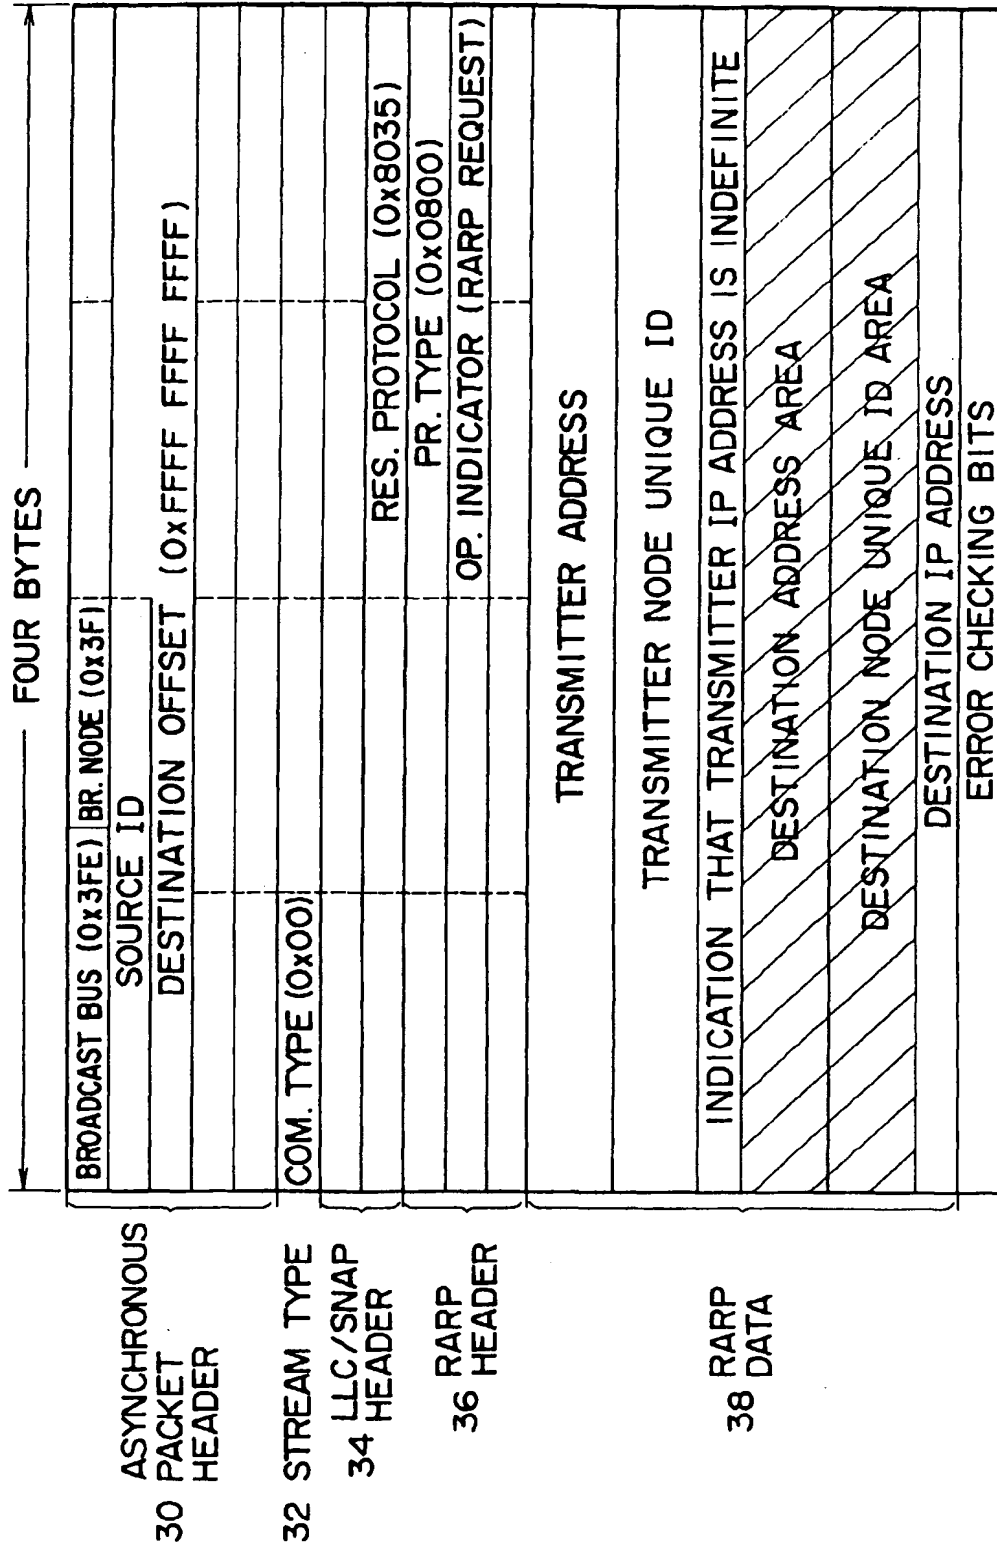 FOUR BYTES
ASYNCHRONOUS
30 PACKET
HEADER
BROADCAST BUS (0x3FE) BR. NODE (0x3F)
SOURCE ID
DESTINATION OFFSET (0xFFFF FFFF FFFF)
32 STREAM TYPE
COM. TYPE (0x00)
34 LLC/SNAP
HEADER
RES. PROTOCOL (0x8035)
36 RARP
HEADER
PR. TYPE (0x0800)
OP. INDICATOR (RARP REQUEST)
38 RARP
DATA
TRANSMITTER ADDRESS
TRANSMITTER NODE UNIQUE ID
INDICATION THAT TRANSMITTER IP ADDRESS IS INDEFINITE
DESTINATION ADDRESS AREA
DESTINATION NODE UNIQUE ID AREA
DESTINATION IP ADDRESS
ERROR CHECKING BITS